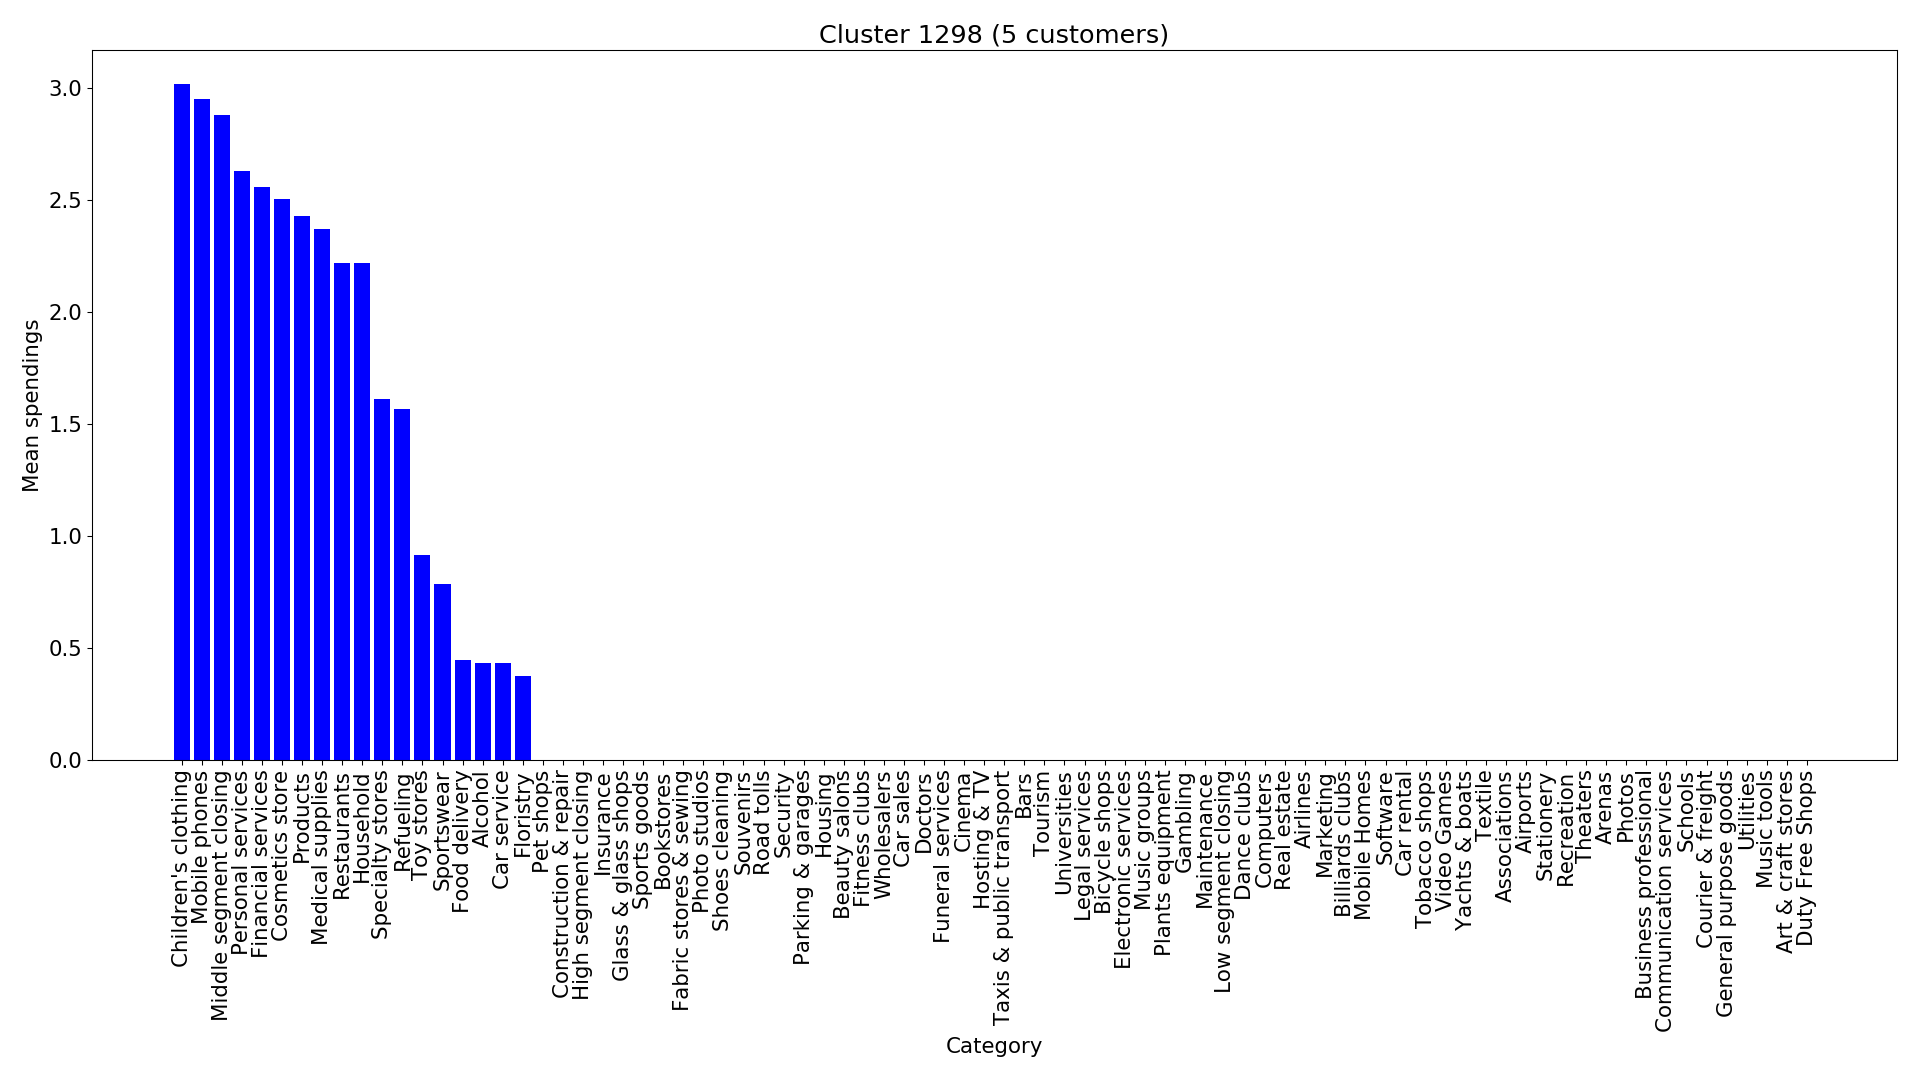 Cluster 1298 (5 customers)
3.0
2.5
2.0
1.5
1.0
0.5
0.0
Mean spendings
Children's clothing
Mobile phones
Middle segment closing
Personal services
Financial services
Cosmetics store
Products
Medical supplies
Restaurants
Household
Specialty stores
Refueling
Toy stores
Sportswear
Food delivery
Alcohol
Car service
Floristry
Pet shops
Construction & repair
High segment closing
Insurance
Glass & glass shops
Sports goods
Bookstores
Fabric stores & sewing
Photo studios
Shoes cleaning
Souvenirs
Road tolls
Security
Parking & garages
Housing
Beauty salons
Fitness clubs
Wholesalers
Car sales
Doctors
Funeral services
Cinema
Hosting & TV
Taxis & public transport
Bars
Tourism
Universities
Legal services
Bicycle shops
Electronic services
Music groups
Plants equipment
Gambling
Maintenance
Low segment closing
Dance clubs
Computers
Real estate
Airlines
Marketing
Billiards clubs
Mobile Homes
Software
Car rental
Tobacco shops
Video Games
Yachts & boats
Textile
Associations
Airports
Stationery
Recreation
Theaters
Arenas
Photos
Business professional
Communication services
Schools
Courier & freight
General purpose goods
Utilities
Music tools
Art & craft stores
Duty Free Shops
Category